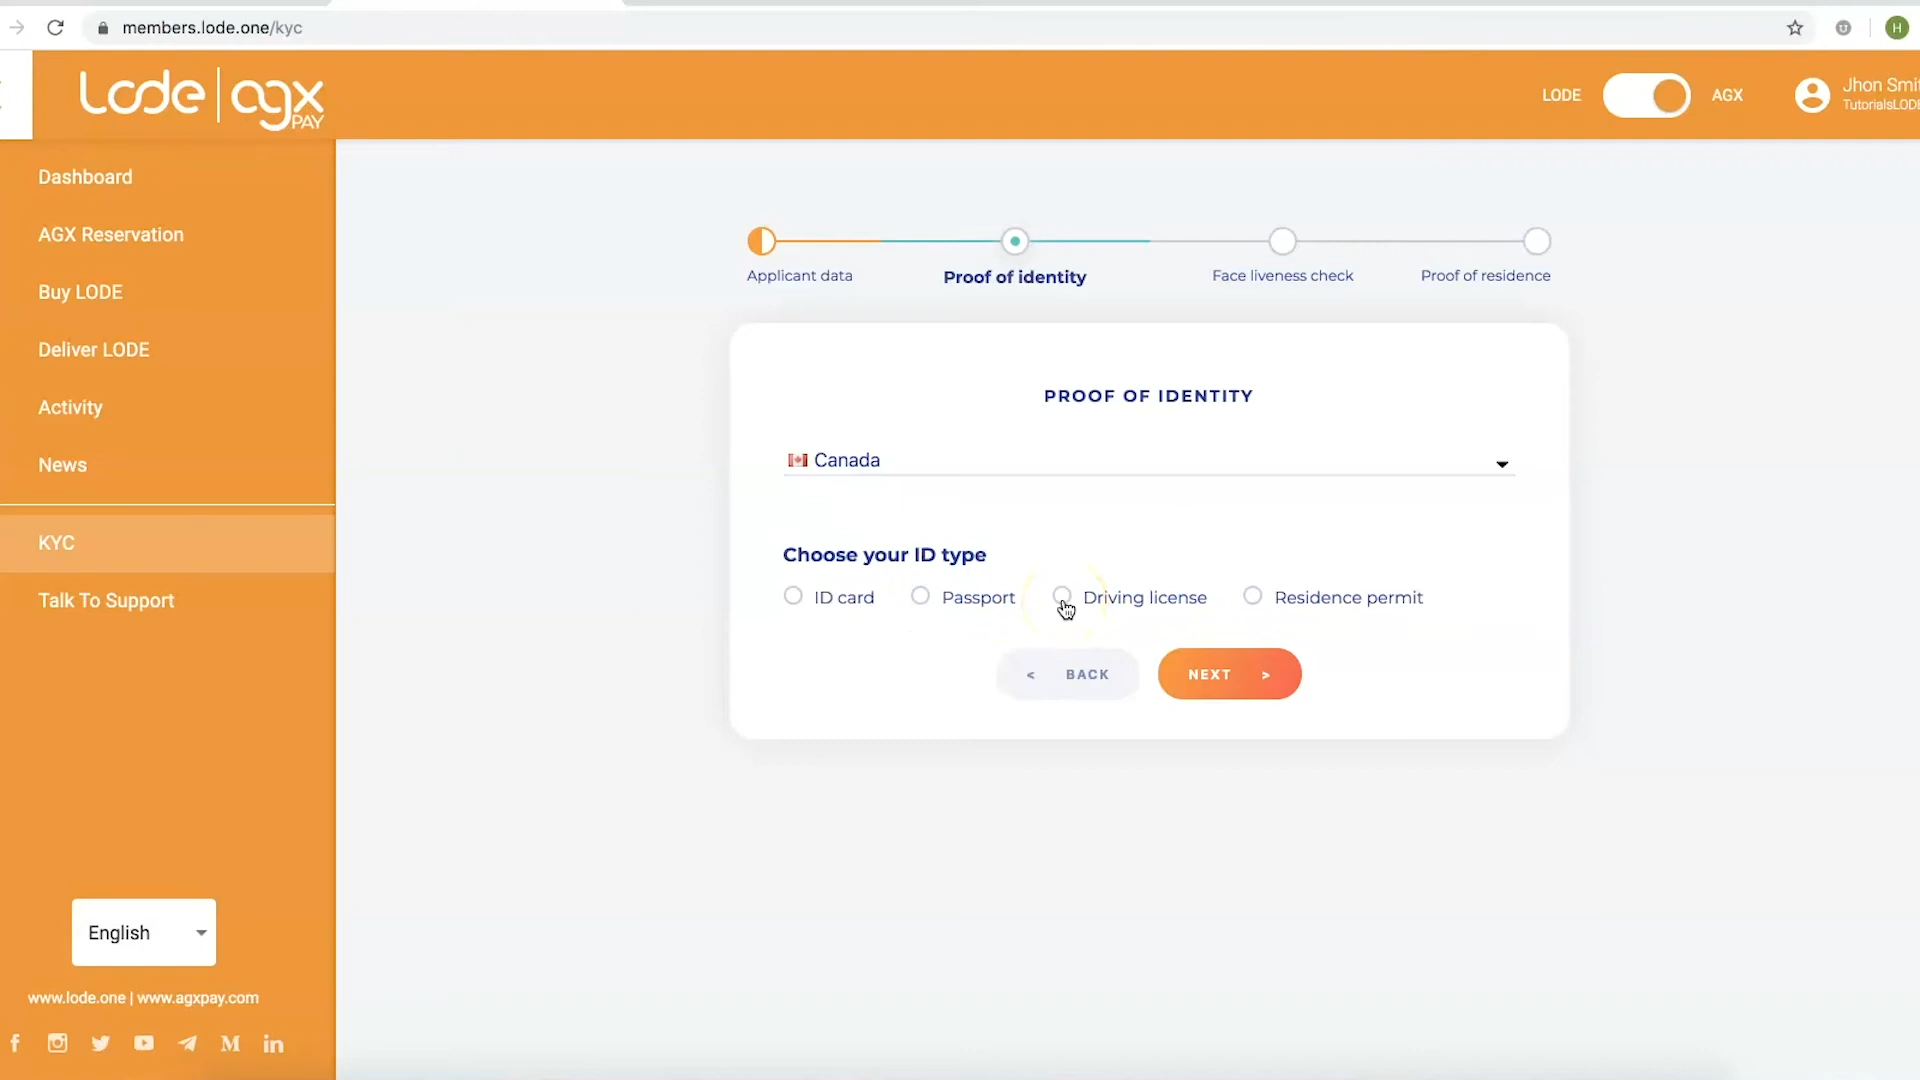 members.lode.one/kyc
H
Lode agx PAY
LODE
AGX
Jhon Smit
TutorialsLODE
Dashboard
AGX Reservation
Buy LODE
Deliver LODE
Activity
News
KYC
Talk To Support
Applicant data
Proof of identity
Face liveness check
Proof of residence
PROOF OF IDENTITY
Canada
Choose your ID type
ID card
Passport
Driving license
Residence permit
< BACK
NEXT >
English
www.lode.one | www.agxpay.com